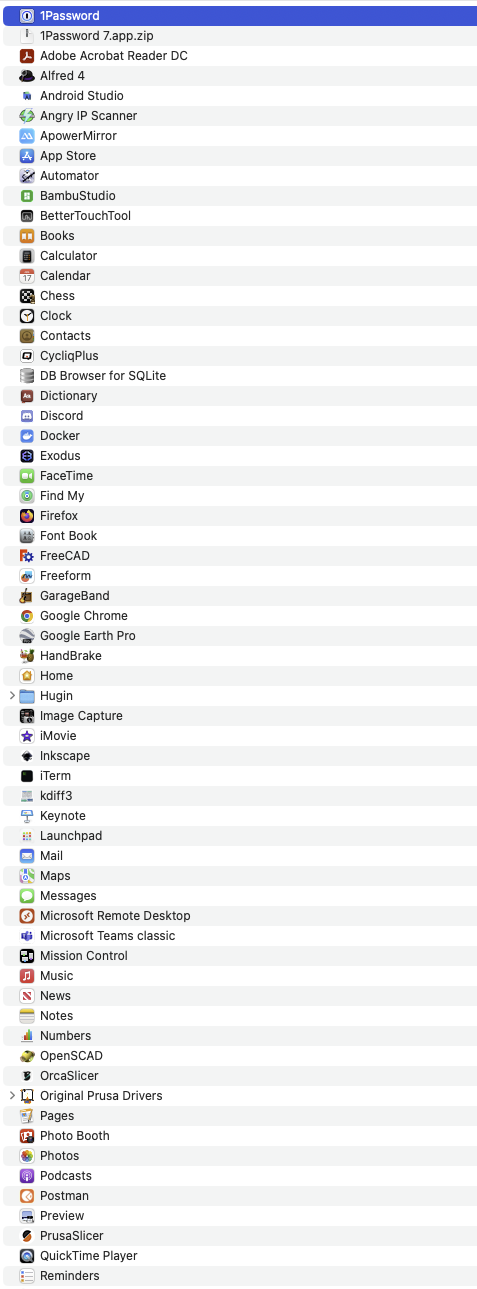 1Password
1Password 7.app.zip
Adobe Acrobat Reader DC
Alfred 4
Android Studio
Angry IP Scanner
ApowerMirror
App Store
Automator
BambuStudio
BetterTouchTool
Books
Calculator
Calendar
Chess
Clock
Contacts
CycliqPlus
DB Browser for SQLite
Dictionary
Discord
Docker
Exodus
FaceTime
Find My
Firefox
Font Book
FreeCAD
Freeform
GarageBand
Google Chrome
Google Earth Pro
HandBrake
Home
Hugin
Image Capture
iMovie
Inkscape
iTerm
kdiff3
Keynote
Launchpad
Mail
Maps
Messages
Microsoft Remote Desktop
Microsoft Teams classic
Mission Control
Music
News
Notes
Numbers
OpenSCAD
OrcaSlicer
Original Prusa Drivers
Pages
Photo Booth
Photos
Podcasts
Postman
Preview
PrusaSlicer
QuickTime Player
Reminders